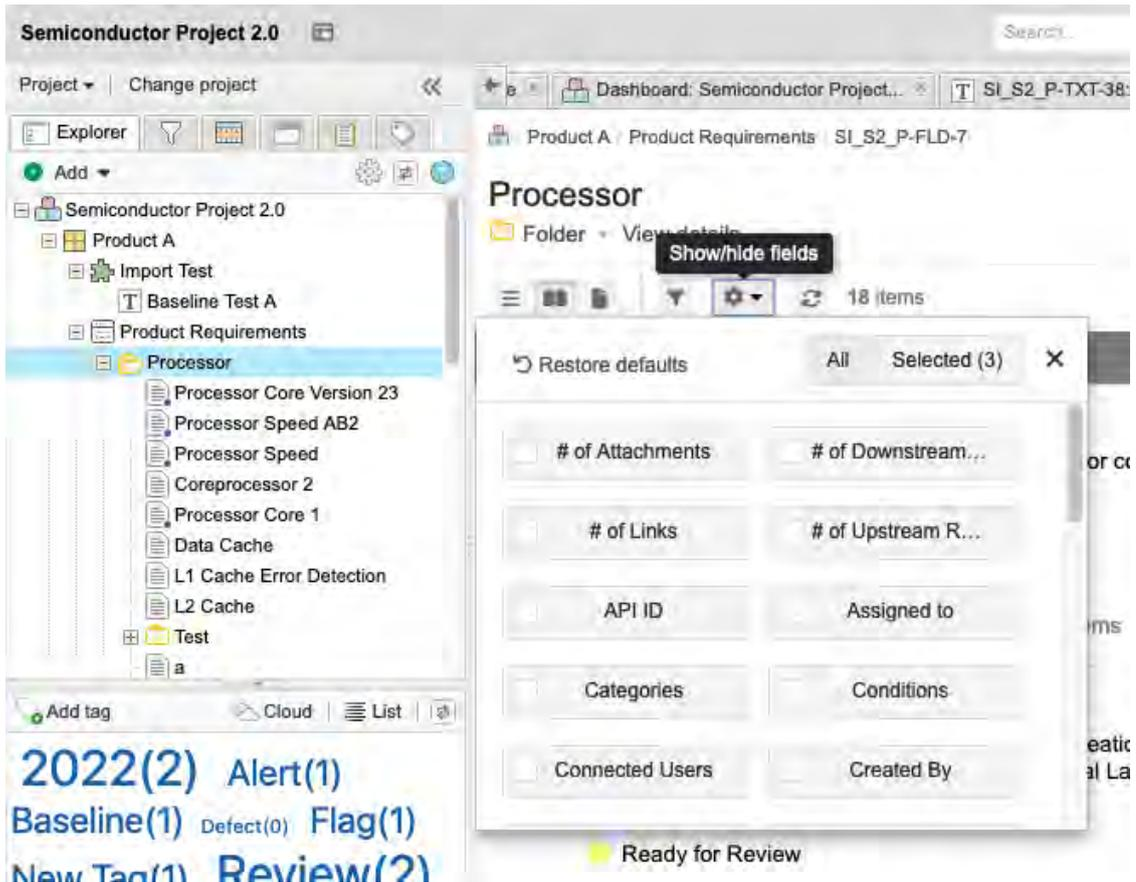 Semiconductor Project 2.0
Search...
Project
Change project
Explorer
Add
Semiconductor Project 2.0
Product A
Import Test
T Baseline Test A
Product Requirements
Processor
Processor Core Version 23
Processor Speed AB2
Processor Speed
Coreprocessor 2
Processor Core 1
Data Cache
L1 Cache Error Detection
L2 Cache
Test
a
Add tag
Cloud
List
2022(2) Alert(1)
Baseline(1) Defect(0) Flag(1)
New Tag(1) Review(2)
e
Dashboard: Semiconductor Project...
T SI_S2_P-TXT-38:
Product A / Product Requirements / SI_S2_P-FLD-7
Processor
Folder
View details
Show/hide fields
18 items
Restore defaults
All
Selected (3)
# of Attachments
# of Downstream...
# of Links
# of Upstream R...
API ID
Assigned to
Categories
Conditions
Connected Users
Created By
Ready for Review